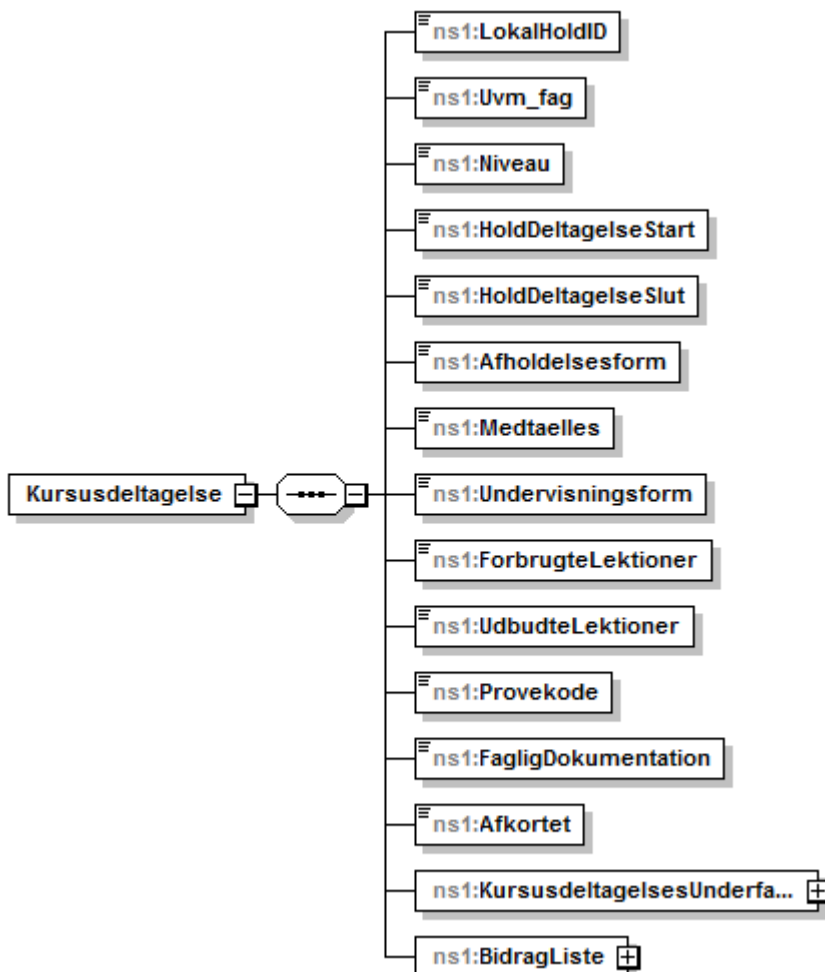 ns1:LokalHoldID
ns1:Uvm_fag
ns1:Niveau
ns1:HoldDeltagelseStart
ns1:HoldDeltagelseSlut
ns1:Afholdelsesform
ns1:Medtaelles
Kursusdeltagelse
ns1:Undervisningsform
ns1:ForbrugteLektioner
ns1:UdbudteLektioner
ns1:Provekode
ns1:FagligDokumentation
ns1:Afkortet
ns1:KursusdeltagelsesUnderfa...
ns1:BidragListe